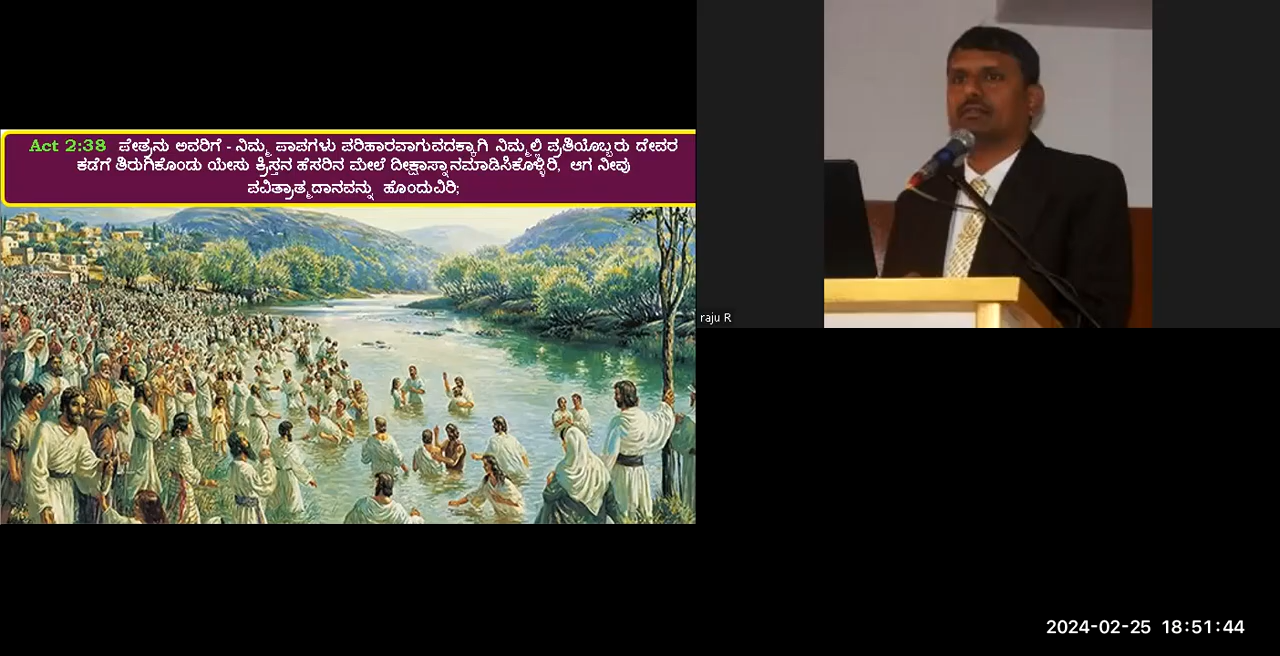 Act 2:38 ಪೇತ್ರನು ಅವರಿಗೆ - ನಿಮ್ಮ ಪಾಪಗಳು ಪರಿಹಾರವಾಗುವದಕ್ಕಾಗಿ ನಿಮ್ಮಲ್ಲಿ ಪ್ರತಿಯೊಬ್ಬರು ದೇವರ
ಕಡೆಗೆ ತಿರುಗಿಕೊಂಡು ಯೇಸು ಕ್ರಿಸ್ತನ ಹೆಸರಿನ ಮೇಲೆ ದೀಕ್ಷಾಸ್ನಾನಮಾಡಿಸಿಕೊಳ್ಳಿರಿ, ಆಗ ನೀವು
ಪವಿತ್ರಾತ್ಮದಾನವನ್ನು ಹೊಂದುವಿರಿ;
raju R
2024-02-25 18:51:44